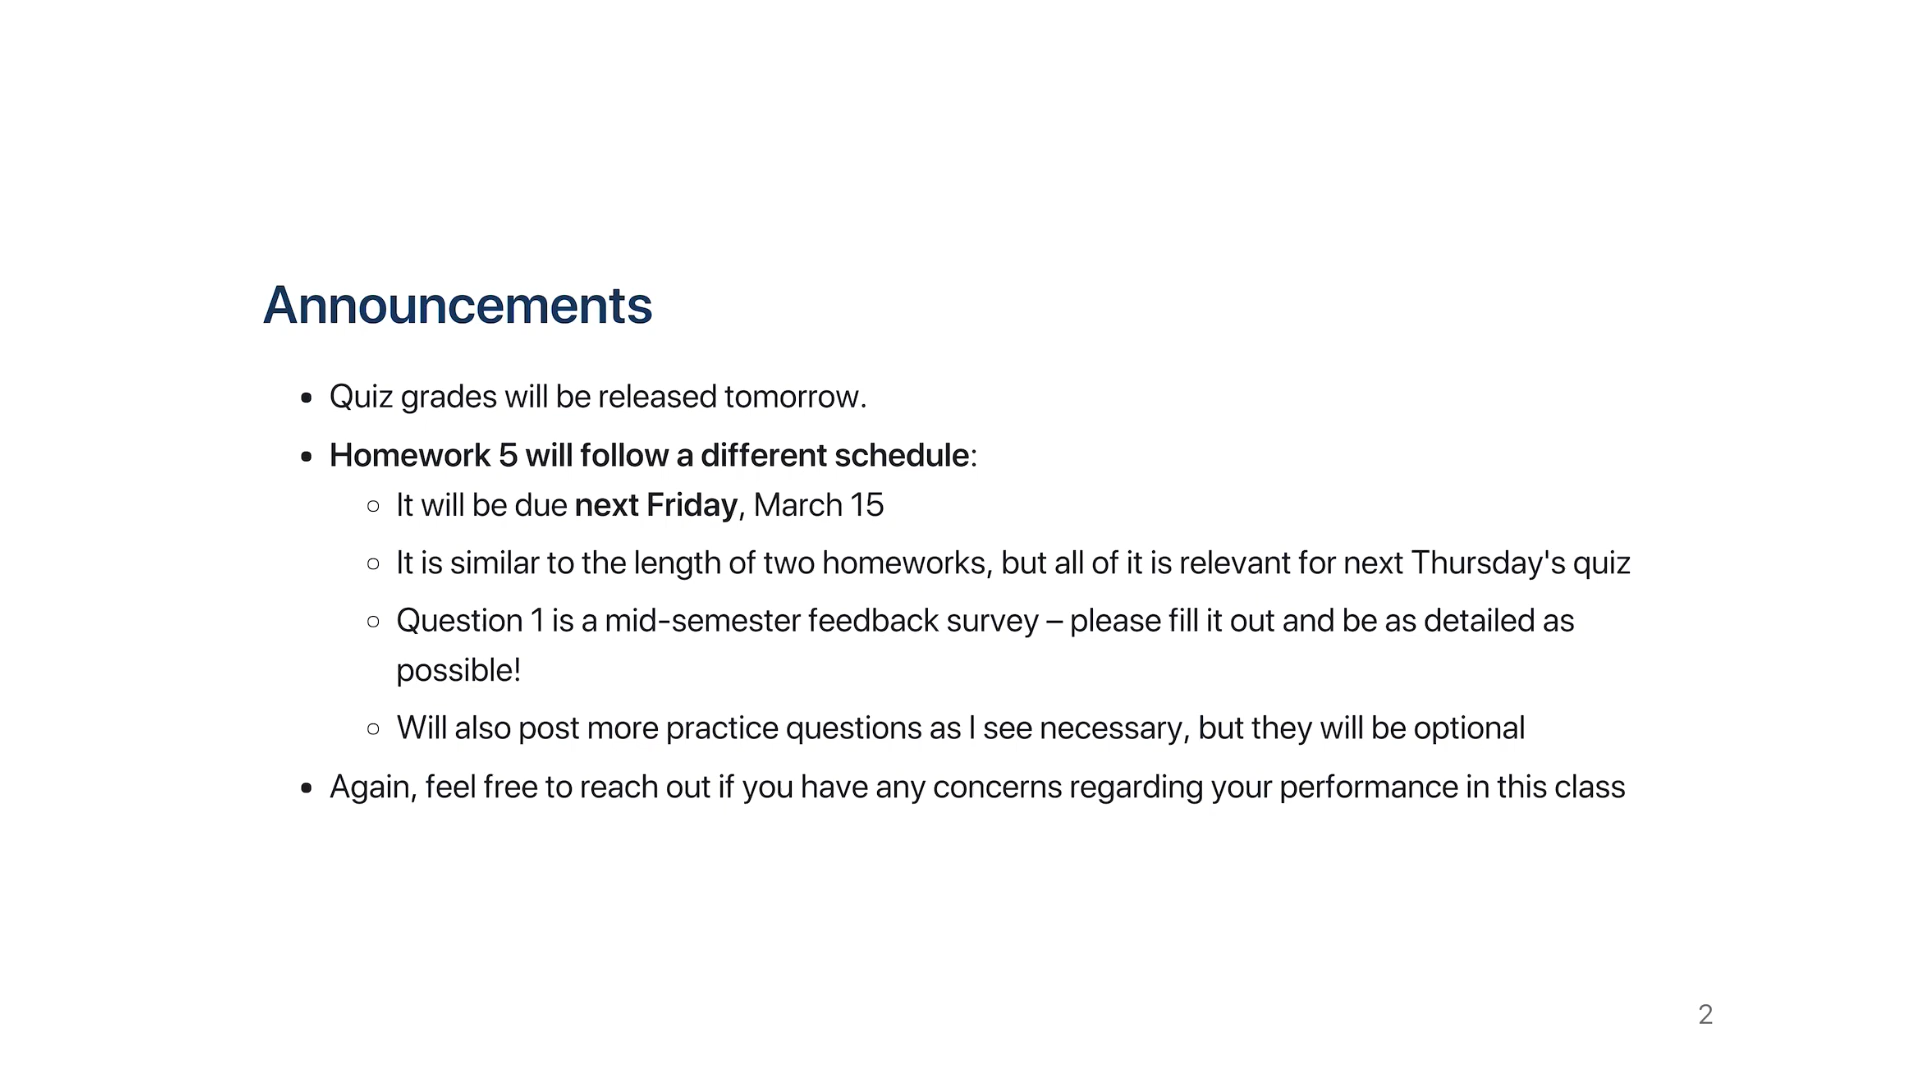 Announcements
• Quiz grades will be released tomorrow.
• Homework 5 will follow a different schedule:
○ It will be due next Friday, March 15
○ It is similar to the length of two homeworks, but all of it is relevant for next Thursday's quiz
○ Question 1 is a mid-semester feedback survey – please fill it out and be as detailed as
possible!
○ Will also post more practice questions as I see necessary, but they will be optional
• Again, feel free to reach out if you have any concerns regarding your performance in this class
2